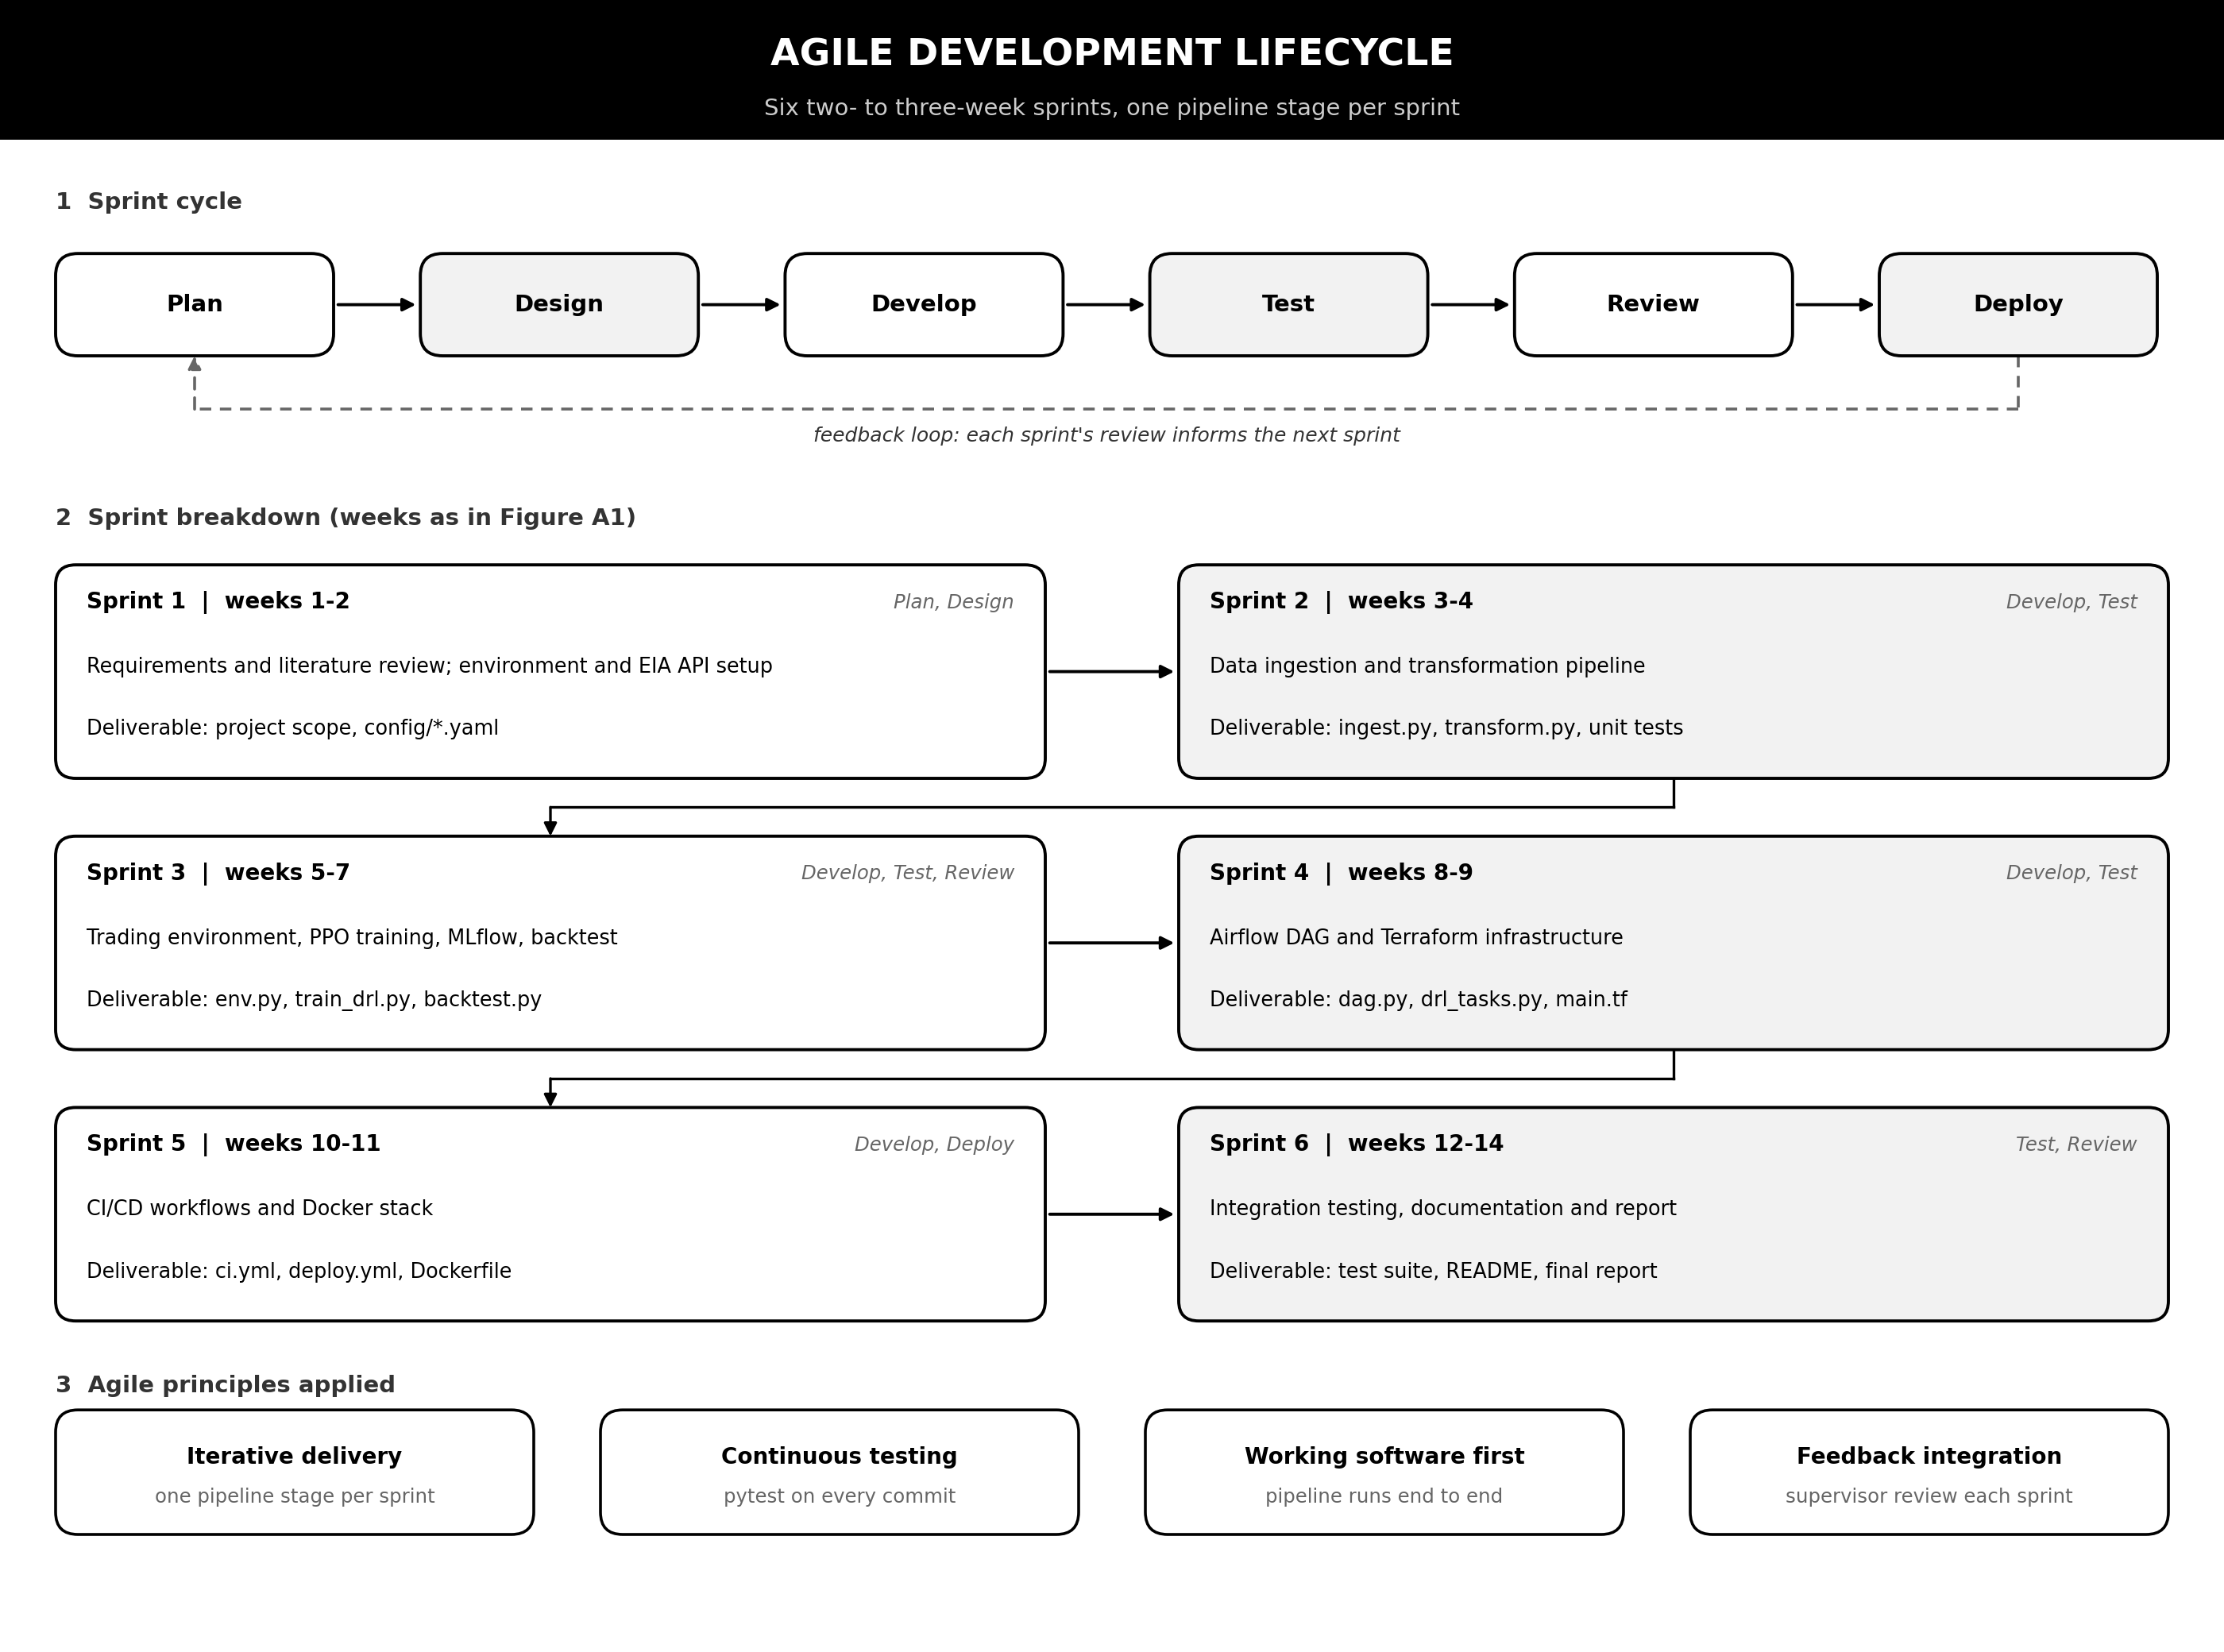 AGILE DEVELOPMENT LIFECYCLE
Six two- to three-week sprints, one pipeline stage per sprint
1 Sprint cycle
Plan
Design
Develop
Test
Review
Deploy
feedback loop: each sprint's review informs the next sprint
2 Sprint breakdown (weeks as in Figure A1)
Sprint 1 | weeks 1-2
Plan, Design
Requirements and literature review; environment and EIA API setup
Deliverable: project scope, config/*.yaml
Sprint 2 | weeks 3-4
Develop, Test
Data ingestion and transformation pipeline
Deliverable: ingest.py, transform.py, unit tests
Sprint 3 | weeks 5-7
Develop, Test, Review
Trading environment, PPO training, MLflow, backtest
Deliverable: env.py, train_drl.py, backtest.py
Sprint 4 | weeks 8-9
Develop, Test
Airflow DAG and Terraform infrastructure
Deliverable: dag.py, drl_tasks.py, main.tf
Sprint 5 | weeks 10-11
Develop, Deploy
CI/CD workflows and Docker stack
Deliverable: ci.yml, deploy.yml, Dockerfile
Sprint 6 | weeks 12-14
Test, Review
Integration testing, documentation and report
Deliverable: test suite, README, final report
3 Agile principles applied
Iterative delivery
one pipeline stage per sprint
Continuous testing
pytest on every commit
Working software first
pipeline runs end to end
Feedback integration
supervisor review each sprint